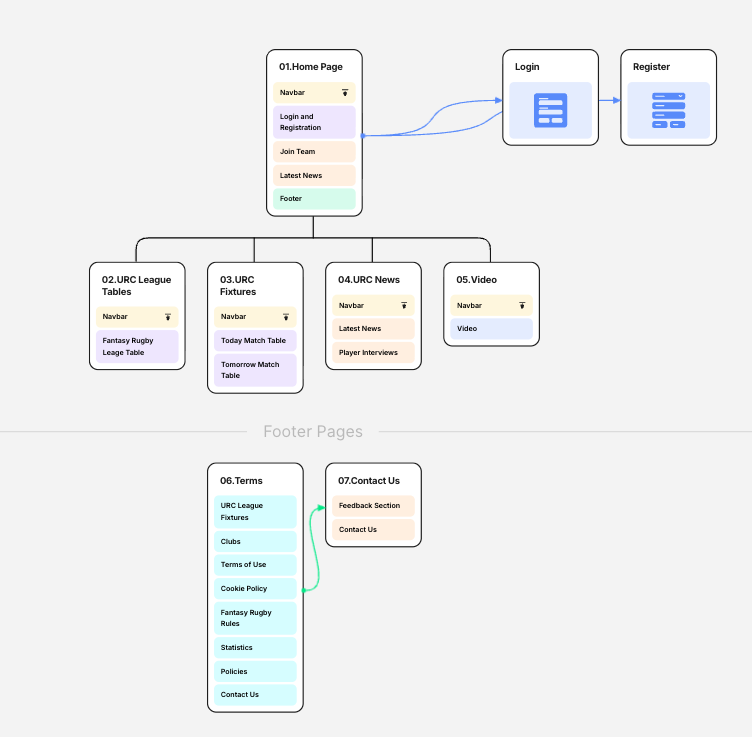 01.Home Page
Navbar
Login and
Registration
Join Team
Latest News
Footer
Login
Register
02.URC League
Tables
Navbar
Fantasy Rugby
Leage Table
03.URC
Fixtures
Navbar
Today Match Table
Tomorrow Match
Table
04.URC News
Navbar
Latest News
Player Interviews
05.Video
Navbar
Video
Footer Pages
06.Terms
URC League
Fixtures
Clubs
Terms of Use
Cookie Policy
Fantasy Rugby
Rules
Statistics
Policies
Contact Us
07.Contact Us
Feedback Section
Contact Us